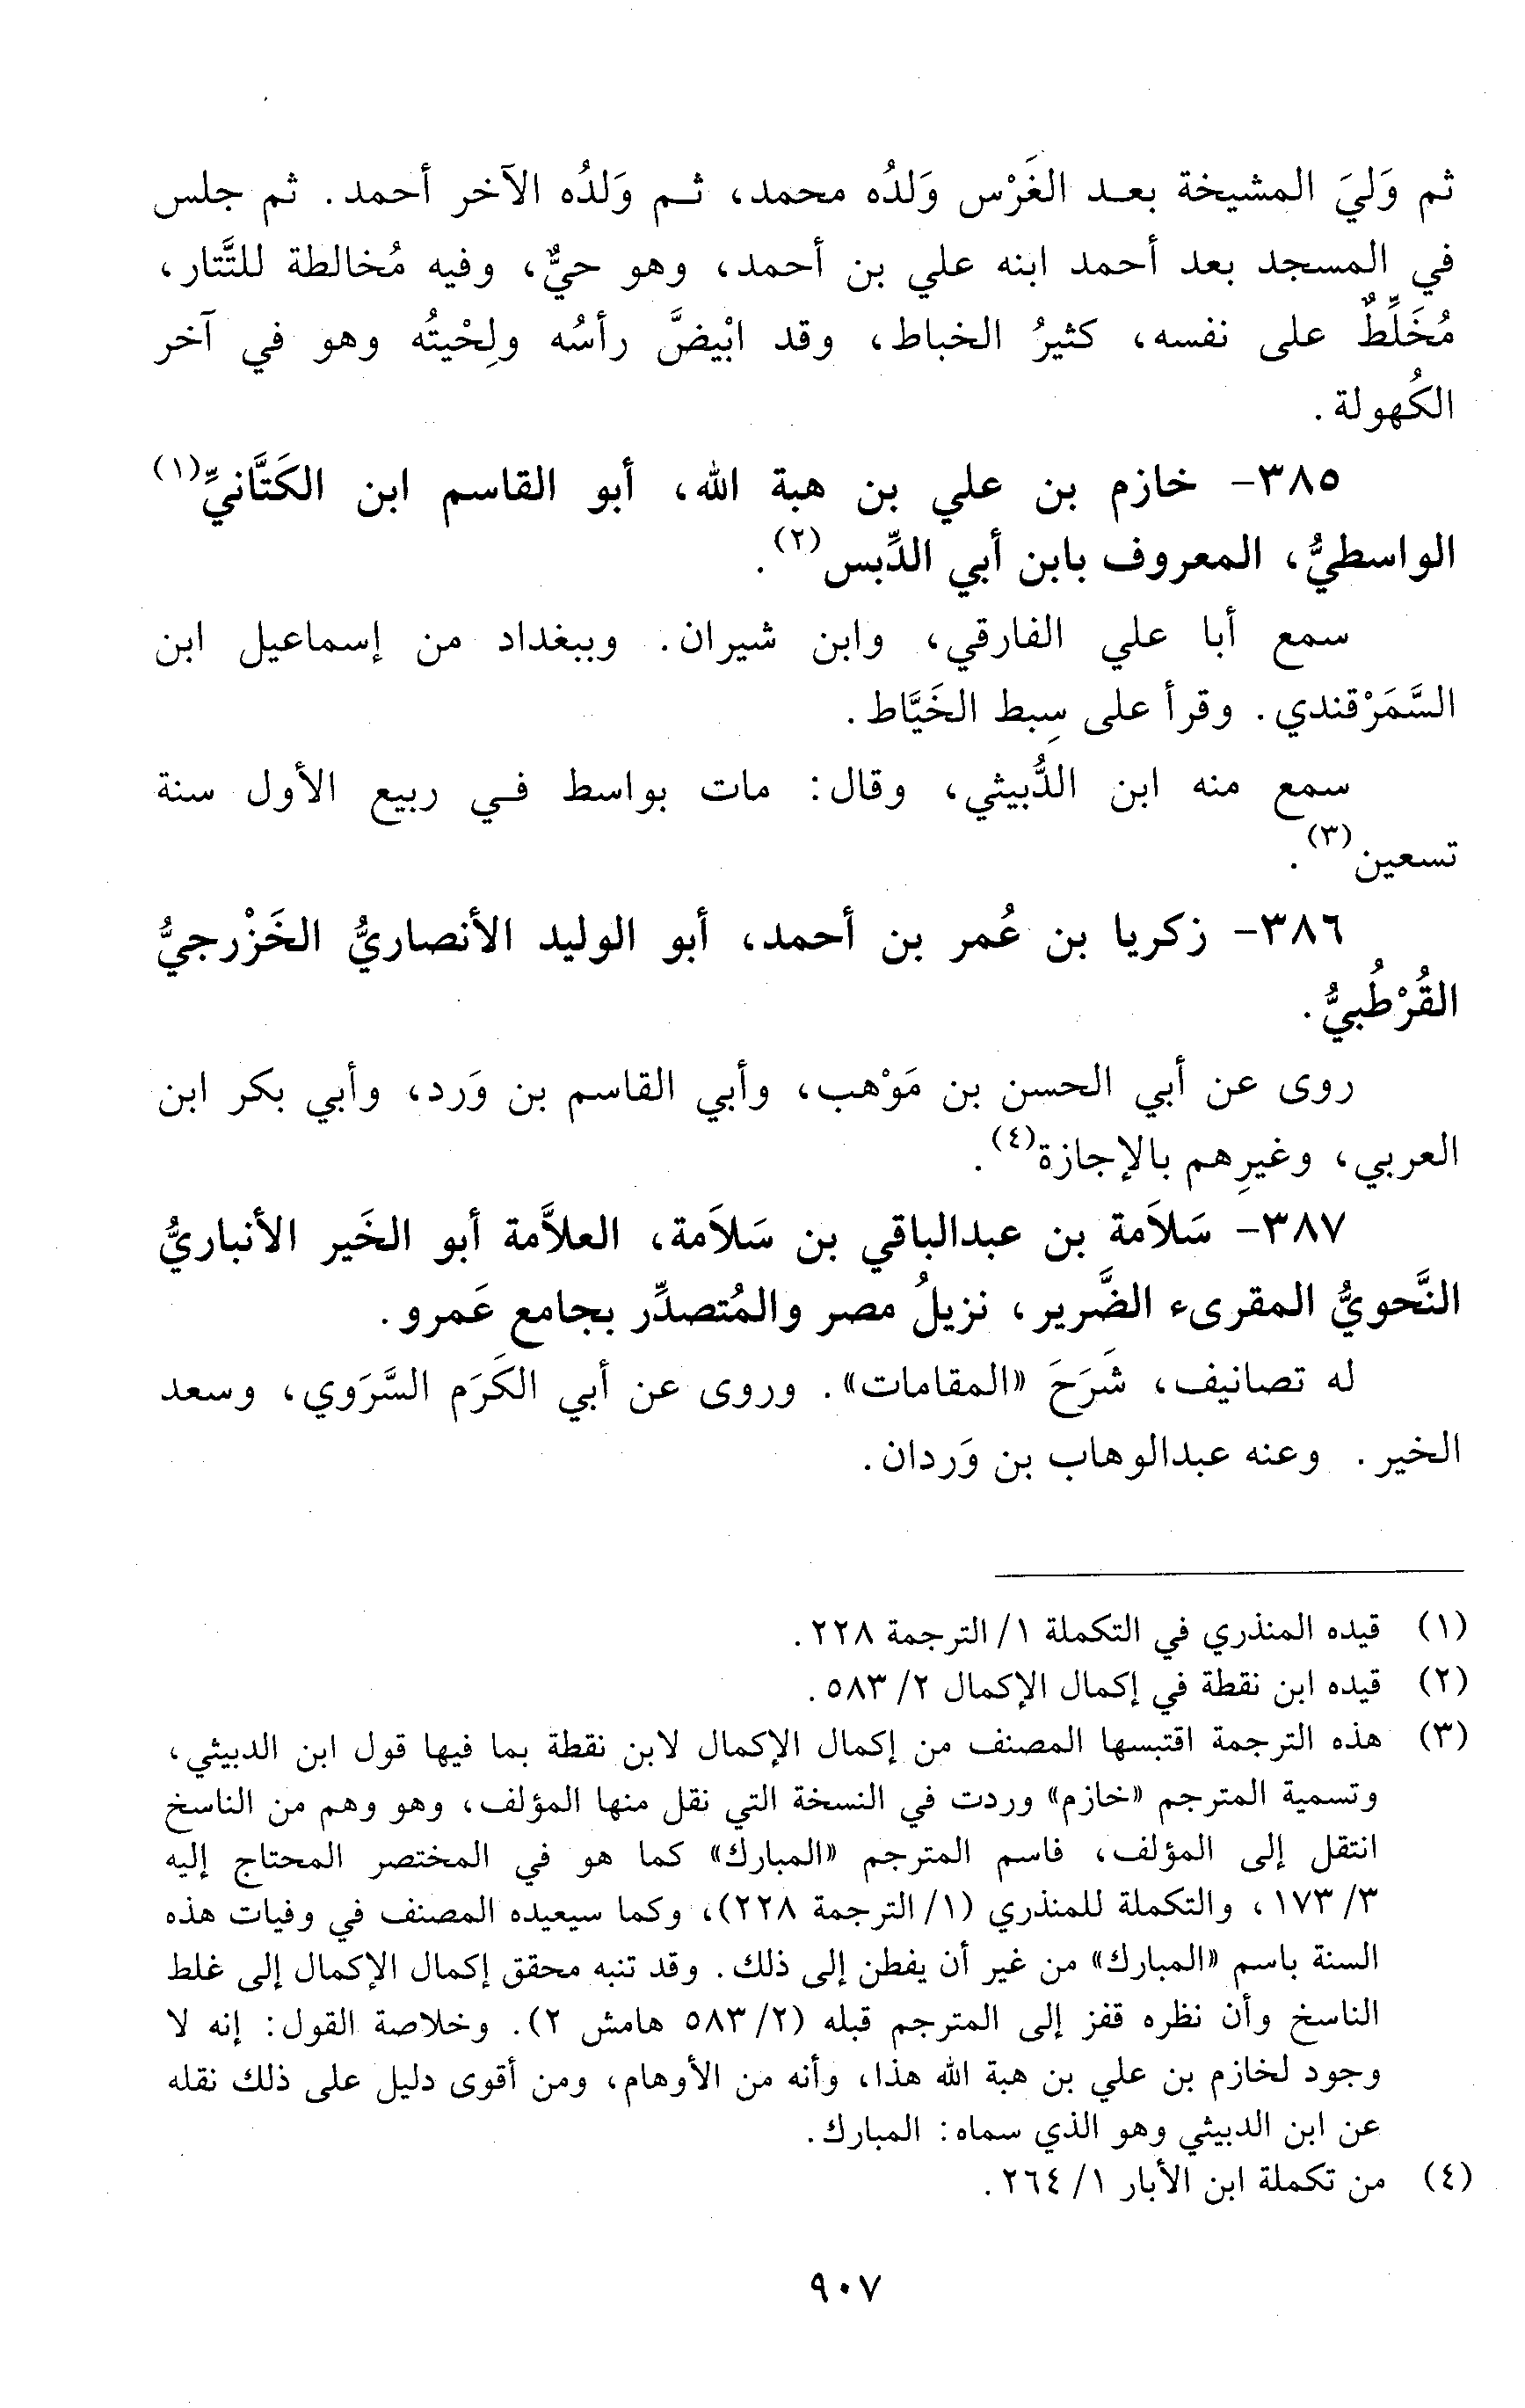 ثم وَليَ المشيخة بعد الغَرْس وَلدُه محمد، ثم وَلدُه الآخر أحمد. ثم جلس
في المسجد بعد أحمد ابنه علي بن أحمد، وهو حيٌّ، وفيه مُخالطة للتَّتار،
مُخَلِّطٌ على نفسه، كثيرُ الخباط، وقد ابْيضَّ رأسُه ولِحْيتُه وهو في آخر
الكُهولة.
٣٨٥- خازم بن علي بن هبة الله، أبو القاسم ابن الكَتَّانيِّ(١)
الواسطيُّ، المعروف بابن أبي الدِّبس(٢).
سمع أبا علي الفارقي، وابن شيران. وببغداد من إسماعيل ابن
السَّمَرْقندي. وقرأ على سِبط الخَيَّاط.
سمع منه ابن الدُّبيثي، وقال: مات بواسط في ربيع الأول سنة
تسعين(٣).
٣٨٦- زكريا بن عُمر بن أحمد، أبو الوليد الأنصاريُّ الخَزْرجيُّ
القُرْطُبيُّ.
روى عن أبي الحسن بن مَوْهب، وأبي القاسم بن وَرد، وأبي بكر ابن
العربي، وغيرِهم بالإجازة(٤).
٣٨٧- سَلاَمة بن عبدالباقي بن سَلاَمة، العلاَّمة أبو الخَير الأنباريُّ
النَّحويُّ المقرىء الضَّرير، نزيلُ مصر والمُتصدِّر بجامع عَمرو.
له تصانيف، شَرَحَ «المقامات». وروى عن أبي الكَرَم السَّرَوي، وسعد
الخير. وعنه عبدالوهاب بن وَردان.
(١) قيده المنذري في التكملة ١/ الترجمة ٢٢٨.
(٢) قيده ابن نقطة في إكمال الإكمال ٢/ ٥٨٣.
(٣) هذه الترجمة اقتبسها المصنف من إكمال الإكمال لابن نقطة بما فيها قول ابن الدبيثي،
وتسمية المترجم «خازم» وردت في النسخة التي نقل منها المؤلف، وهو وهم من الناسخ
انتقل إلى المؤلف، فاسم المترجم «المبارك» كما هو في المختصر المحتاج إليه
٣/ ١٧٣، والتكملة للمنذري (١/ الترجمة ٢٢٨)، وكما سيعيده المصنف في وفيات هذه
السنة باسم «المبارك» من غير أن يفطن إلى ذلك. وقد تنبه محقق إكمال الإكمال إلى غلط
الناسخ وأن نظره قفز إلى المترجم قبله (٢/ ٥٨٣ هامش ٢). وخلاصة القول: إنه لا
وجود لخازم بن علي بن هبة الله هذا، وأنه من الأوهام، ومن أقوى دليل على ذلك نقله
عن ابن الدبيثي وهو الذي سماه: المبارك.
(٤) من تكملة ابن الأبار ١/ ٢٦٤.
٩٠٧